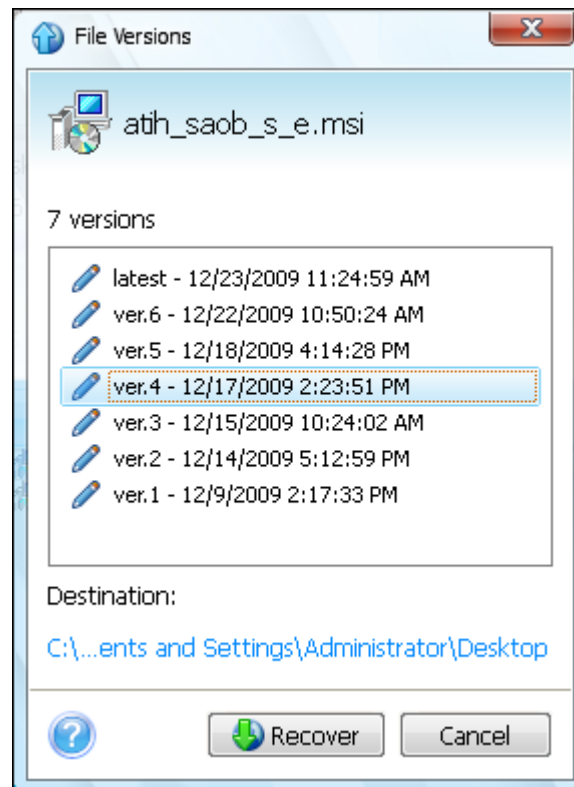 File Versions
atih_saob_s_e.msi
7 versions
latest - 12/23/2009 11:24:59 AM
ver.6 - 12/22/2009 10:50:24 AM
ver.5 - 12/18/2009 4:14:28 PM
ver.4 - 12/17/2009 2:23:51 PM
ver.3 - 12/15/2009 10:24:02 AM
ver.2 - 12/14/2009 5:12:59 PM
ver.1 - 12/9/2009 2:17:33 PM
Destination:
C:\...ents and Settings\Administrator\Desktop
Recover Cancel